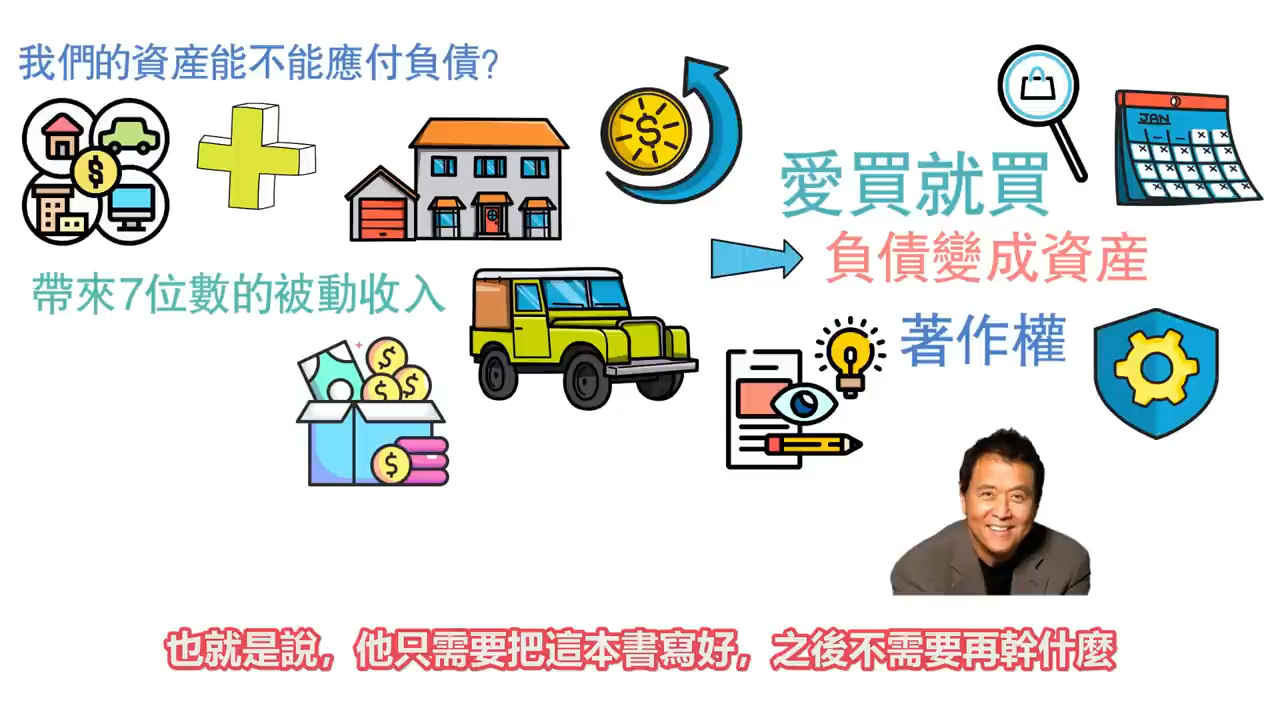 我們的資産能不能應付負債?
JAN
愛買就買
負債變成資産
帶來7位數的被動收入
著作權
也就是說，他只需要把這本書寫好，之後不需要再幹什麼